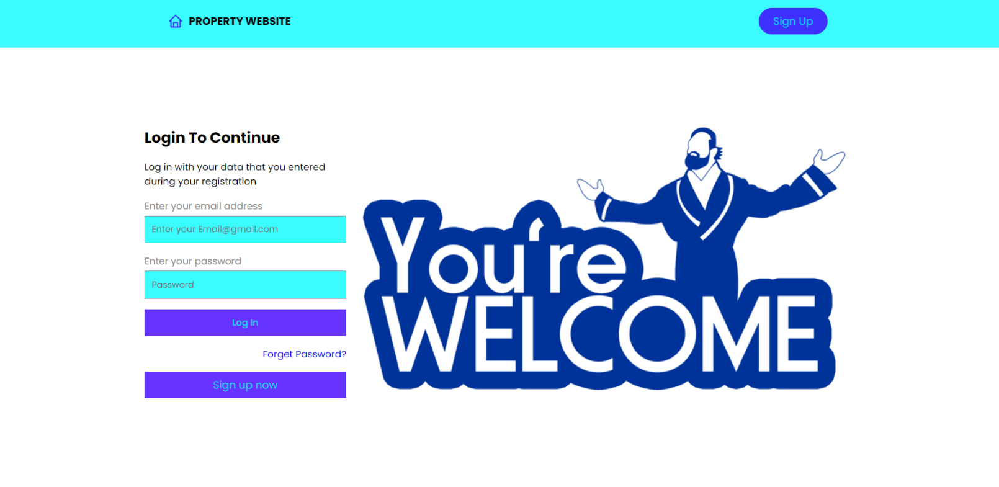 PROPERTY WEBSITE
Sign Up
Login To Continue
Log in with your data that you entered
during your registration
Enter your email address
Enter your Email@gmail.com
Enter your password
Password
Log In
Forget Password?
Sign up now
You're
WELCOME